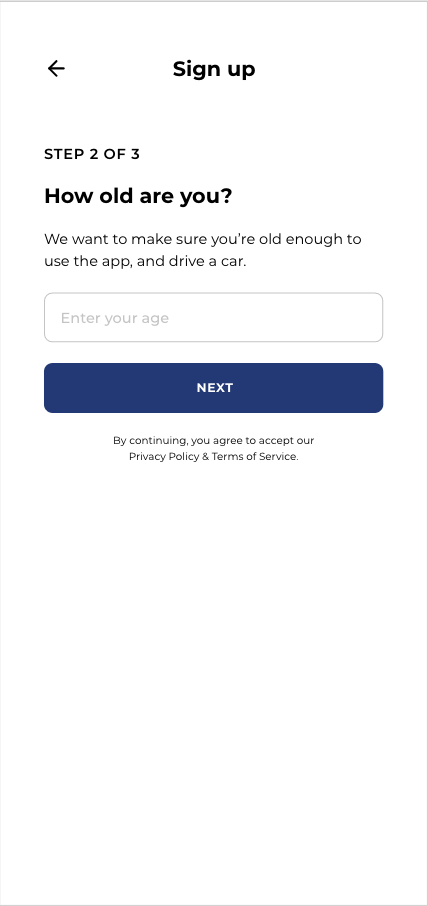 Sign up
STEP 2 OF 3
How old are you?
We want to make sure you’re old enough to
use the app, and drive a car.
Enter your age
NEXT
By continuing, you agree to accept our
Privacy Policy & Terms of Service.